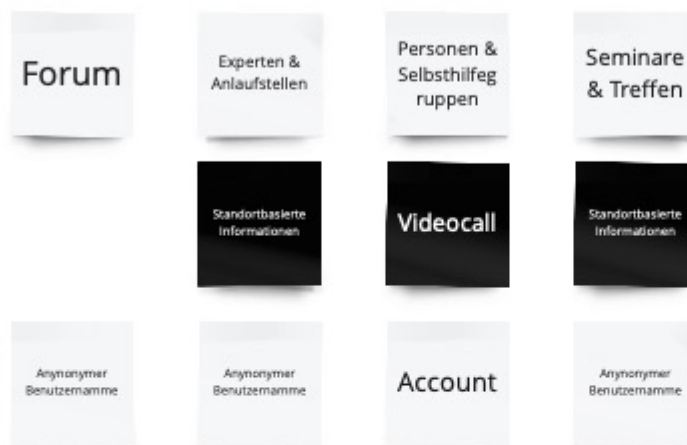 Forum
Experten &
Anlaufstellen
Personen &
Selbsthilfeg
ruppen
Seminare
& Treffen
Standortbasierte
Informationen
Videocall
Standortbasierte
Informationen
Anynonymer
Benutzernamme
Anynonymer
Benutzernamme
Account
Anynonymer
Benutzernamme